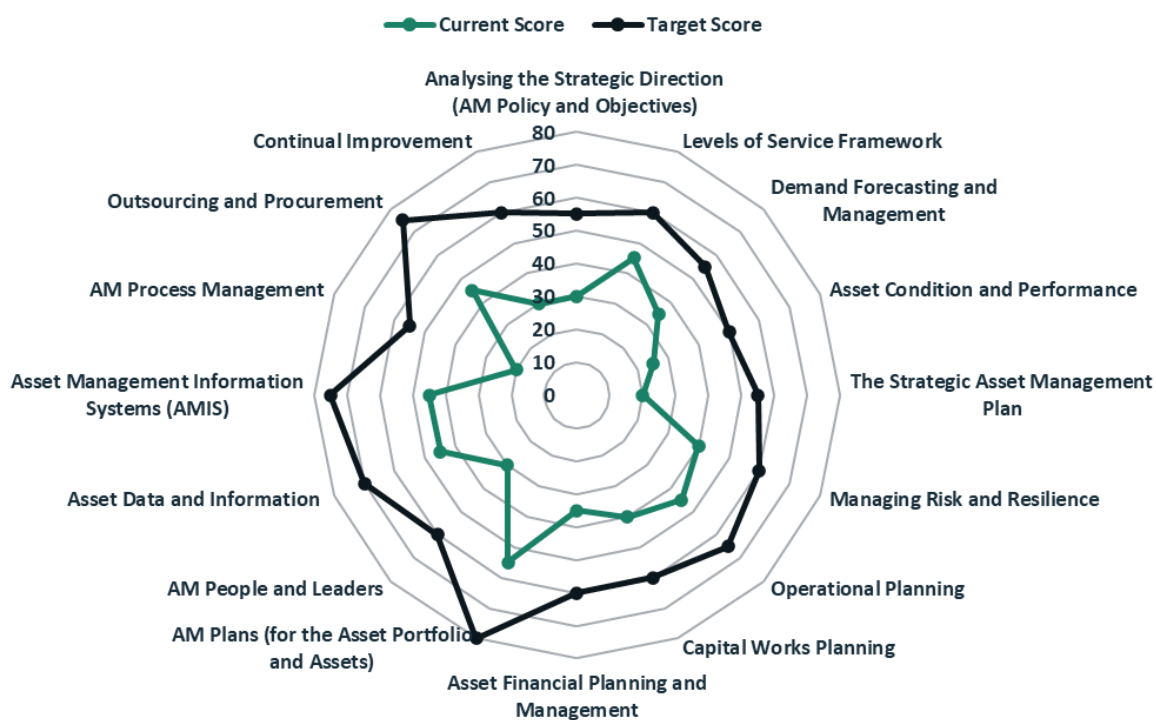 Current Score
Target Score
Analysing the Strategic Direction
(AM Policy and Objectives)
Levels of Service Framework
Demand Forecasting and
Management
Asset Condition and Performance
The Strategic Asset Management
Plan
Managing Risk and Resilience
Operational Planning
Capital Works Planning
Asset Financial Planning and
Management
AM Plans (for the Asset Portfolio
and Assets)
AM People and Leaders
Asset Data and Information
Asset Management Information
Systems (AMIS)
AM Process Management
Outsourcing and Procurement
Continual Improvement
80
70
60
50
40
30
20
10
0